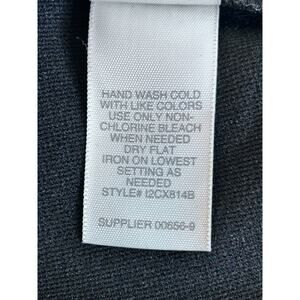 HAND WASH COLD
WITH LIKE COLORS
USE ONLY NON-
CHLORINE BLEACH
WHEN NEEDED
DRY FLAT
IRON ON LOWEST
SETTING AS
NEEDED
STYLE# I2CX814B
SUPPLIER 00656-9